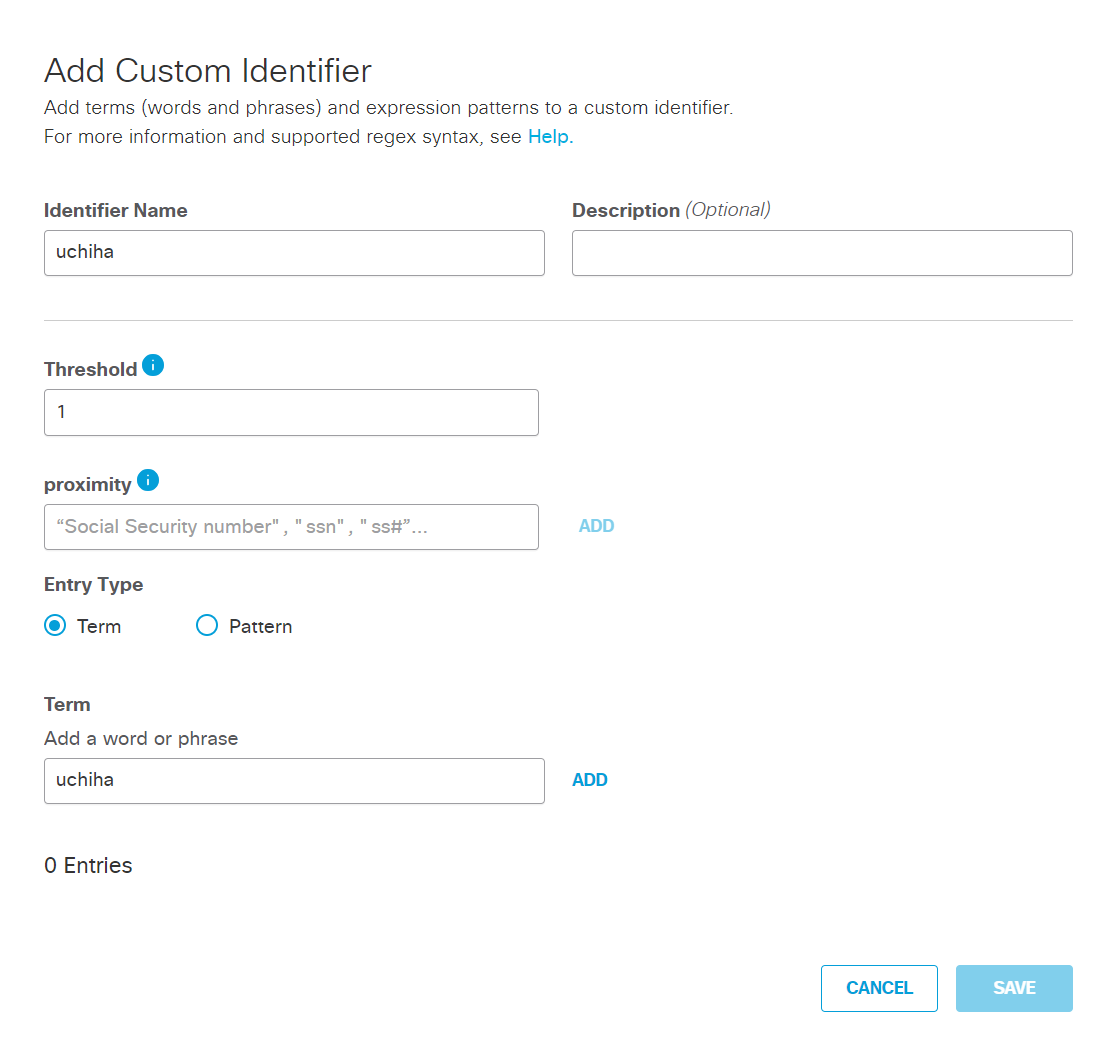 Add Custom Identifier
Add terms (words and phrases) and expression patterns to a custom identifier.
For more information and supported regex syntax, see Help.
Identifier Name
Description (Optional)
uchiha
Threshold i
1
proximity i
“Social Security number" , " ssn" , " ss#”...
ADD
Entry Type
Term
Pattern
Term
Add a word or phrase
uchiha
ADD
0 Entries
CANCEL
SAVE